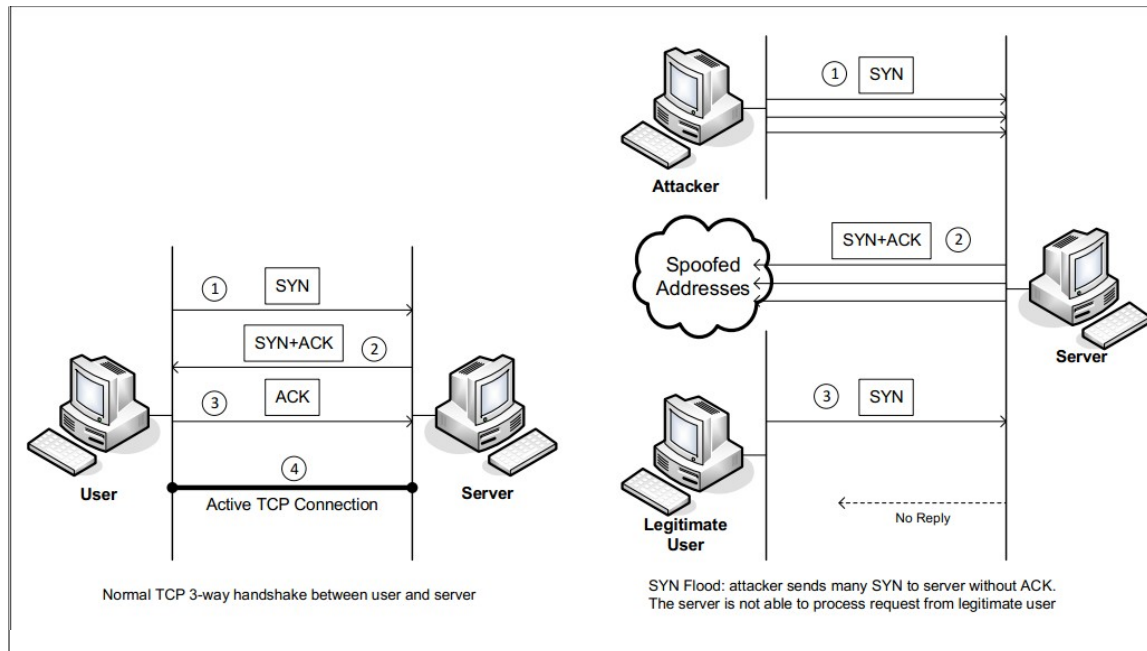 1 SYN
SYN+ACK 2
3 ACK
4
User
Server
Active TCP Connection
Normal TCP 3-way handshake between user and server
1 SYN
Attacker
SYN+ACK 2
Spoofed
Addresses
Server
3 SYN
Legitimate
User
No Reply
SYN Flood: attacker sends many SYN to server without ACK.
The server is not able to process request from legitimate user